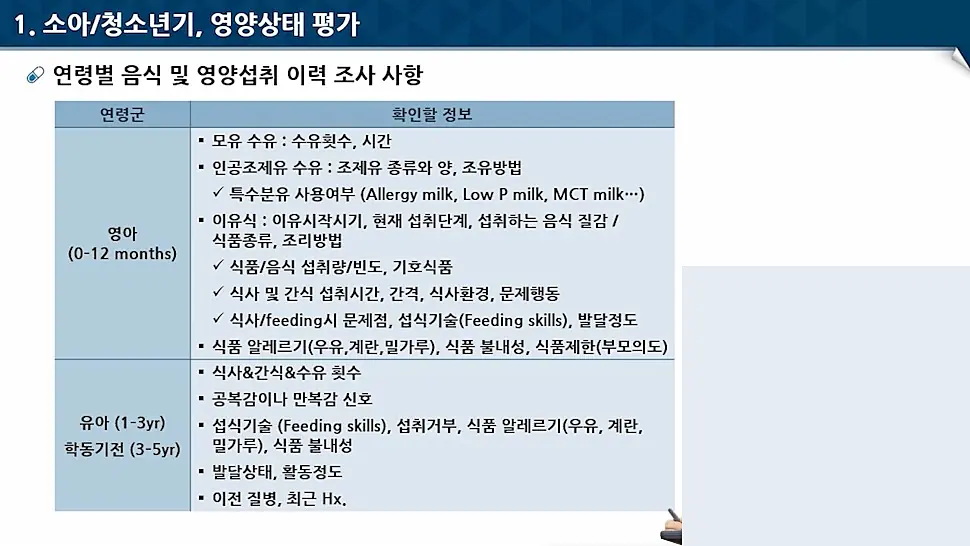 1. 소아/청소년기, 영양상태 평가
연령별 음식 및 영양섭취 이력 조사 사항
연령군
확인할 정보
영아
(0-12 months)
▪ 모유 수유 : 수유횟수, 시간
▪ 인공조제유 수유 : 조제유 종류와 양, 조유방법
✓ 특수분유 사용여부 (Allergy milk, Low P milk, MCT milk…)
▪ 이유식 : 이유시작시기, 현재 섭취단계, 섭취하는 음식 질감 /
식품종류, 조리방법
✓ 식품/음식 섭취량/빈도, 기호식품
✓ 식사 및 간식 섭취시간, 간격, 식사환경, 문제행동
✓ 식사/feeding시 문제점, 섭식기술(Feeding skills), 발달정도
▪ 식품 알레르기(우유,계란,밀가루), 식품 불내성, 식품제한(부모의도)
유아 (1-3yr)
학동기전 (3-5yr)
▪ 식사&간식&수유 횟수
▪ 공복감이나 만복감 신호
▪ 섭식기술 (Feeding skills), 섭취거부, 식품 알레르기(우유, 계란,
밀가루), 식품 불내성
▪ 발달상태, 활동정도
▪ 이전 질병, 최근 Hx.